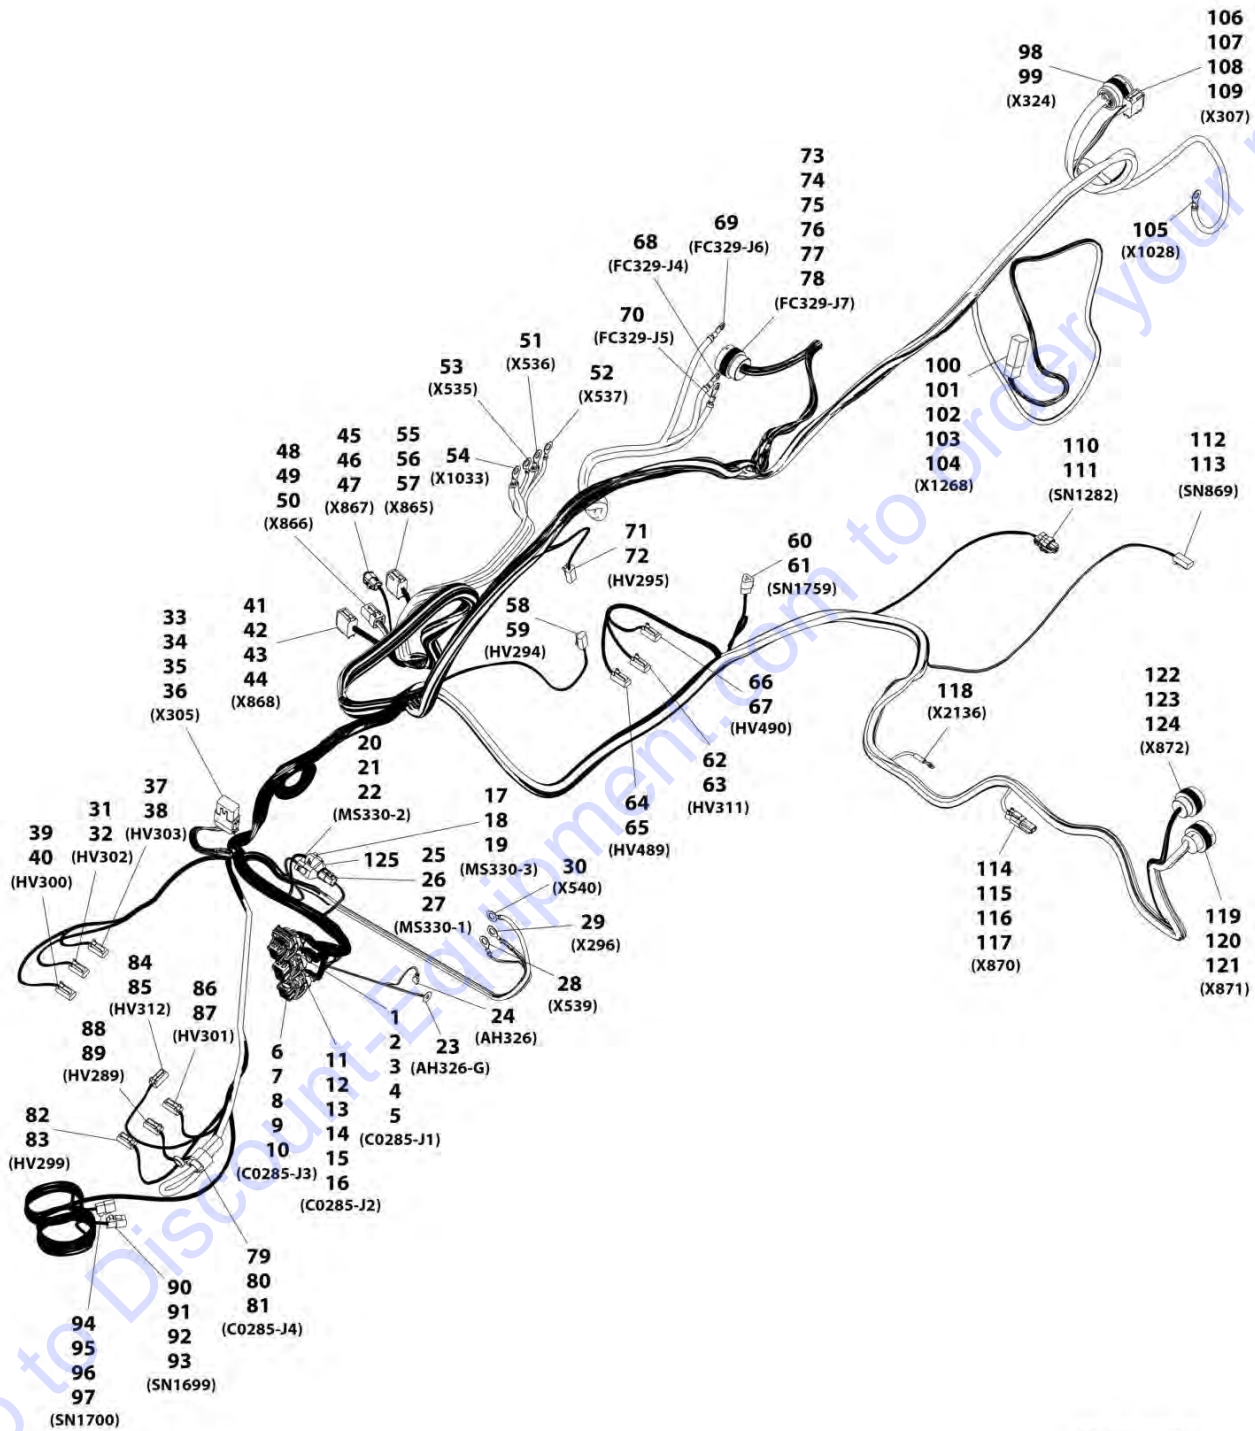 106
107
108
109
(X307)
98
99
(X324)
73
74
75
76
77
78
(FC329-J7)
69
(FC329-J6)
68
(FC329-J4)
70
(FC329-J5)
105
(X1028)
51
(X536)
53
(X535)
52
(X537)
100
101
102
103
104
(X1268)
45
46
47
(X867)
55
56
57
(X865)
54
(X1033)
48
49
50
(X866)
110
111
(SN1282)
112
113
(SN869)
71
72
(HV295)
60
61
(SN1759)
58
59
(HV294)
41
42
43
44
(X868)
33
34
35
36
(X305)
66
67
(HV490)
118
(X2136)
122
123
124
(X872)
62
63
(HV311)
64
65
(HV489)
20
21
22
(MS330-2)
17
18
19
(MS330-3)
37
38
(HV303)
31
32
(HV302)
39
40
(HV300)
125
25
26
27
(MS330-1)
30
(X540)
29
(X296)
28
(X539)
114
115
116
117
(X870)
119
120
121
(X871)
84
85
(HV312)
86
87
(HV301)
88
89
(HV289)
24
(AH326)
23
(AH326-G)
1
2
3
4
5
(C0285-J1)
6
7
8
9
10
(C0285-J3)
11
12
13
14
15
16
(C0285-J2)
82
83
(HV299)
79
80
81
(C0285-J4)
90
91
92
93
(SN1699)
94
95
96
97
(SN1700)
to Discount-Equipment.com to order your